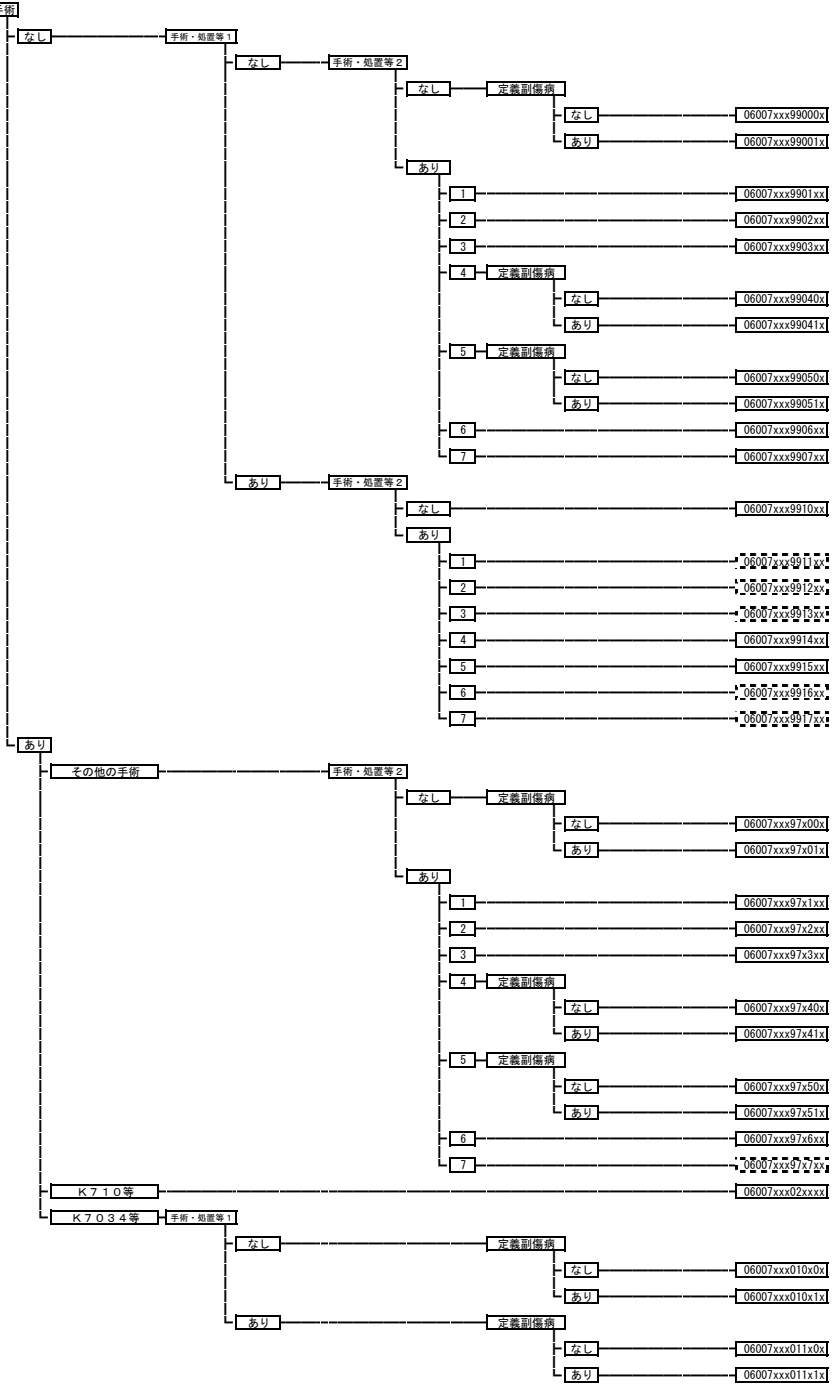 手術
なし 手術・処置等1
なし 手術・処置等2
なし 定義副傷病
なし 06007xxx99000x
あり 06007xxx99001x
あり
1 06007xxx9901xx
2 06007xxx9902xx
3 06007xxx9903xx
4 定義副傷病
なし 06007xxx99040x
あり 06007xxx99041x
5 定義副傷病
なし 06007xxx99050x
あり 06007xxx99051x
6 06007xxx9906xx
7 06007xxx9907xx
あり 手術・処置等2
なし 06007xxx9910xx
あり
1 06007xxx9911xx
2 06007xxx9912xx
3 06007xxx9913xx
4 06007xxx9914xx
5 06007xxx9915xx
6 06007xxx9916xx
7 06007xxx9917xx
あり
その他の手術 手術・処置等2
なし 定義副傷病
なし 06007xxx97x00x
あり 06007xxx97x01x
あり
1 06007xxx97x1xx
2 06007xxx97x2xx
3 06007xxx97x3xx
4 定義副傷病
なし 06007xxx97x40x
あり 06007xxx97x41x
5 定義副傷病
なし 06007xxx97x50x
あり 06007xxx97x51x
6 06007xxx97x6xx
7 06007xxx97x7xx
K710等 06007xxx02xxxx
K7034等 手術・処置等1
なし 定義副傷病
なし 06007xxx010x0x
あり 06007xxx010x1x
あり 定義副傷病
なし 06007xxx011x0x
あり 06007xxx011x1x